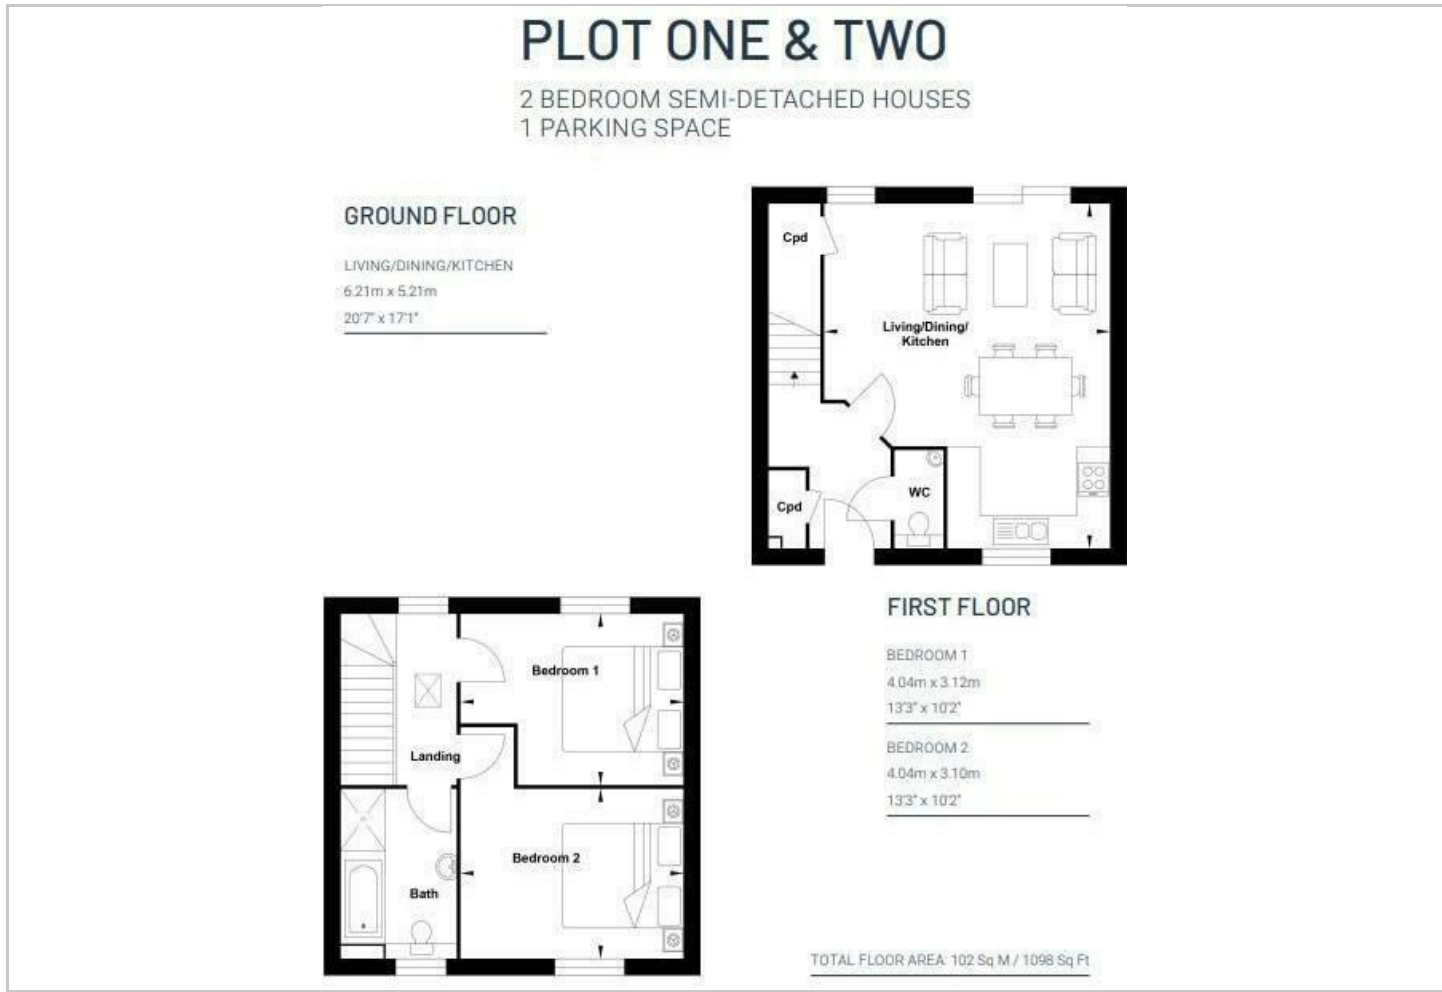 PLOT ONE & TWO
2 BEDROOM SEMI-DETACHED HOUSES
1 PARKING SPACE
GROUND FLOOR
LIVING/DINING/KITCHEN
6.21m x 5.21m
20'7" x 17'1"
Cpd
Living/Dining/
Kitchen
WC
Cpd
Bedroom 1
Landing
Bedroom 2
Bath
FIRST FLOOR
BEDROOM 1
4.04m x 3.12m
13'3" x 10'2"
BEDROOM 2
4.04m x 3.10m
13'3" x 10'2"
TOTAL FLOOR AREA: 102 Sq M / 1098 Sq Ft